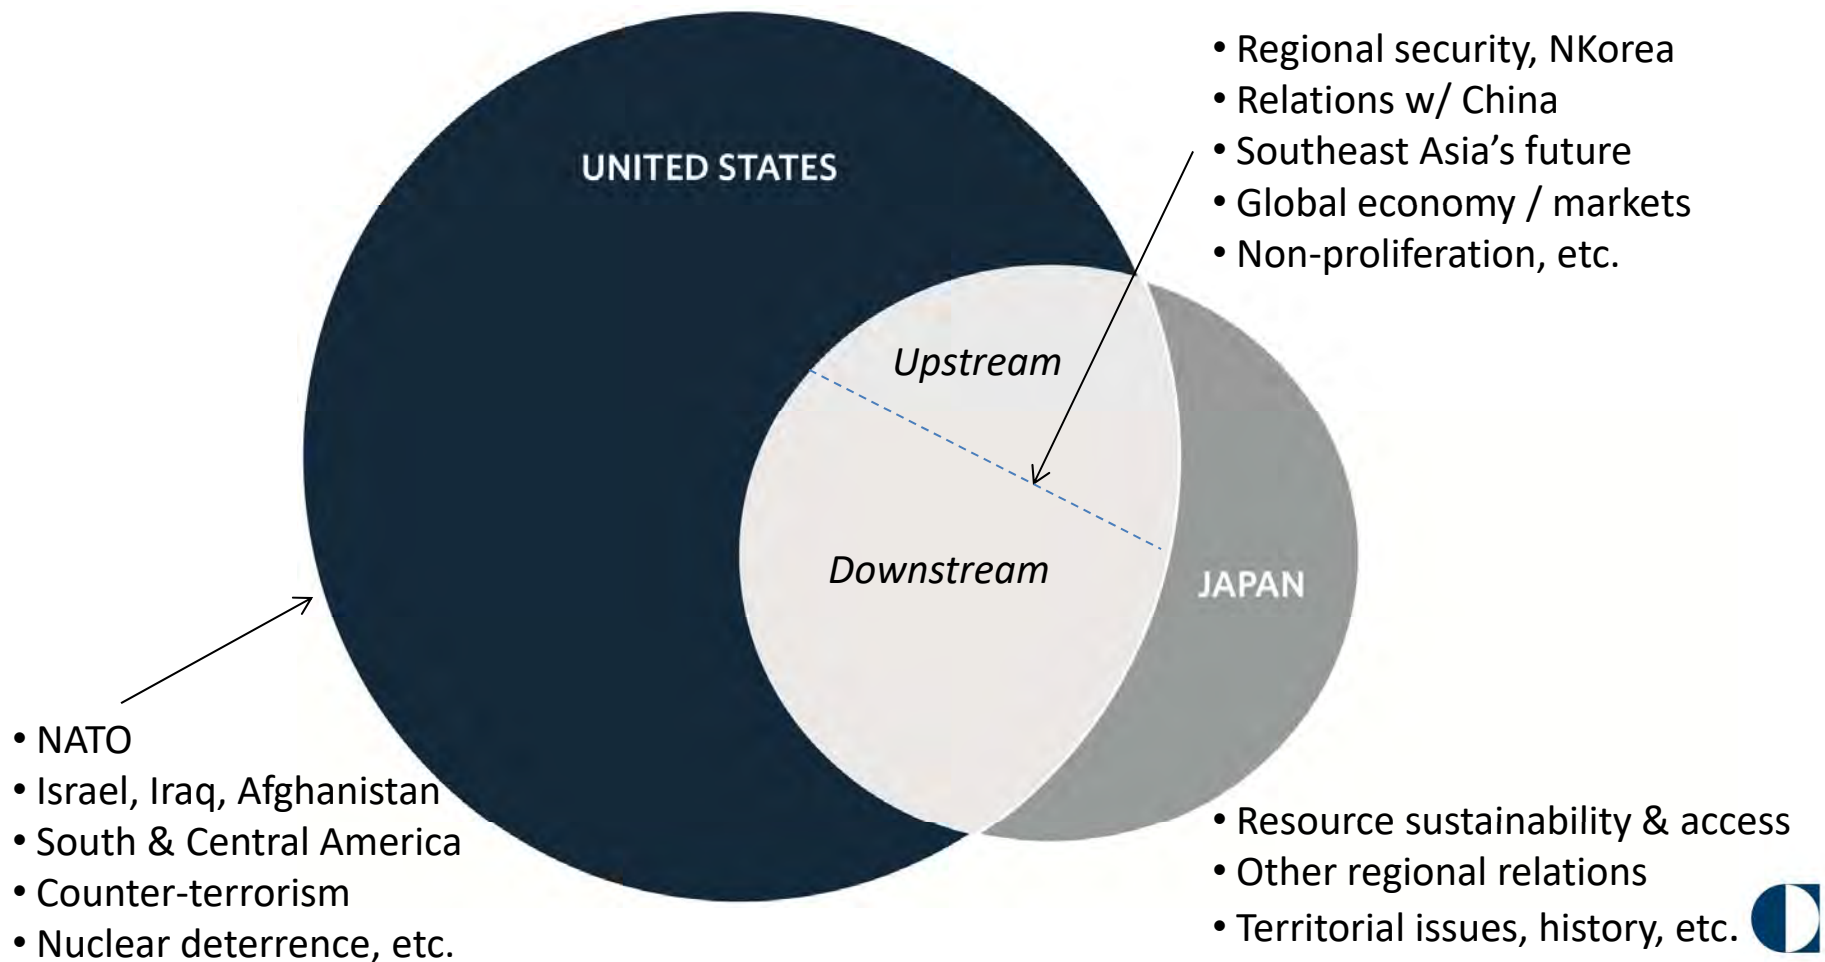 • Regional security, NKorea
• Relations w/ China
• Southeast Asia’s future
• Global economy / markets
• Non-proliferation, etc.
UNITED STATES
Upstream
Downstream
JAPAN
• NATO
• Israel, Iraq, Afghanistan
• South & Central America
• Counter-terrorism
• Nuclear deterrence, etc.
• Resource sustainability & access
• Other regional relations
• Territorial issues, history, etc.